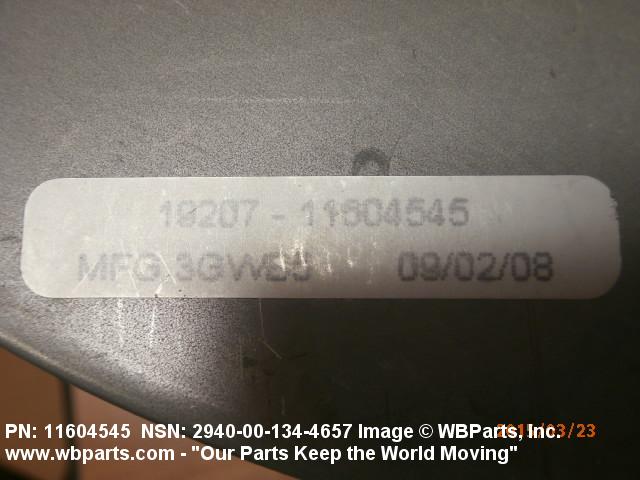 19207 - 11604545
MFG. 09/02/08
PN: 11604545 NSN: 2940-00-134-4657 Image © WBParts, Inc.
www.wbparts.com - "Our Parts Keep the World Moving"